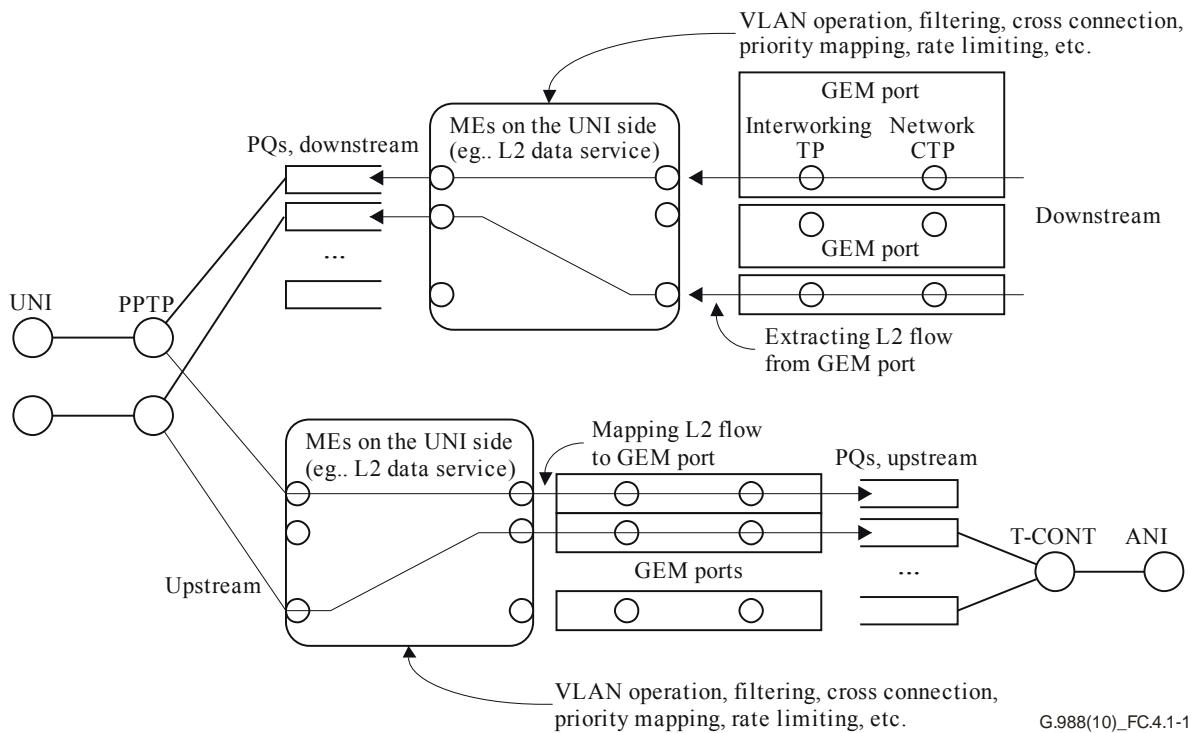 VLAN operation, filtering, cross connection,
priority mapping, rate limiting, etc.
GEM port
MEs on the UNI side
(eg.. L2 data service)
Interworking
TP
Network
CTP
PQs, downstream
Downstream
...
GEM port
UNI
PPTP
Extracting L2 flow
from GEM port
MEs on the UNI side
(eg.. L2 data service)
Mapping L2 flow
to GEM port
PQs, upstream
T-CONT
ANI
Upstream
GEM ports
...
VLAN operation, filtering, cross connection,
priority mapping, rate limiting, etc.
G.988(10)_FC.4.1-1